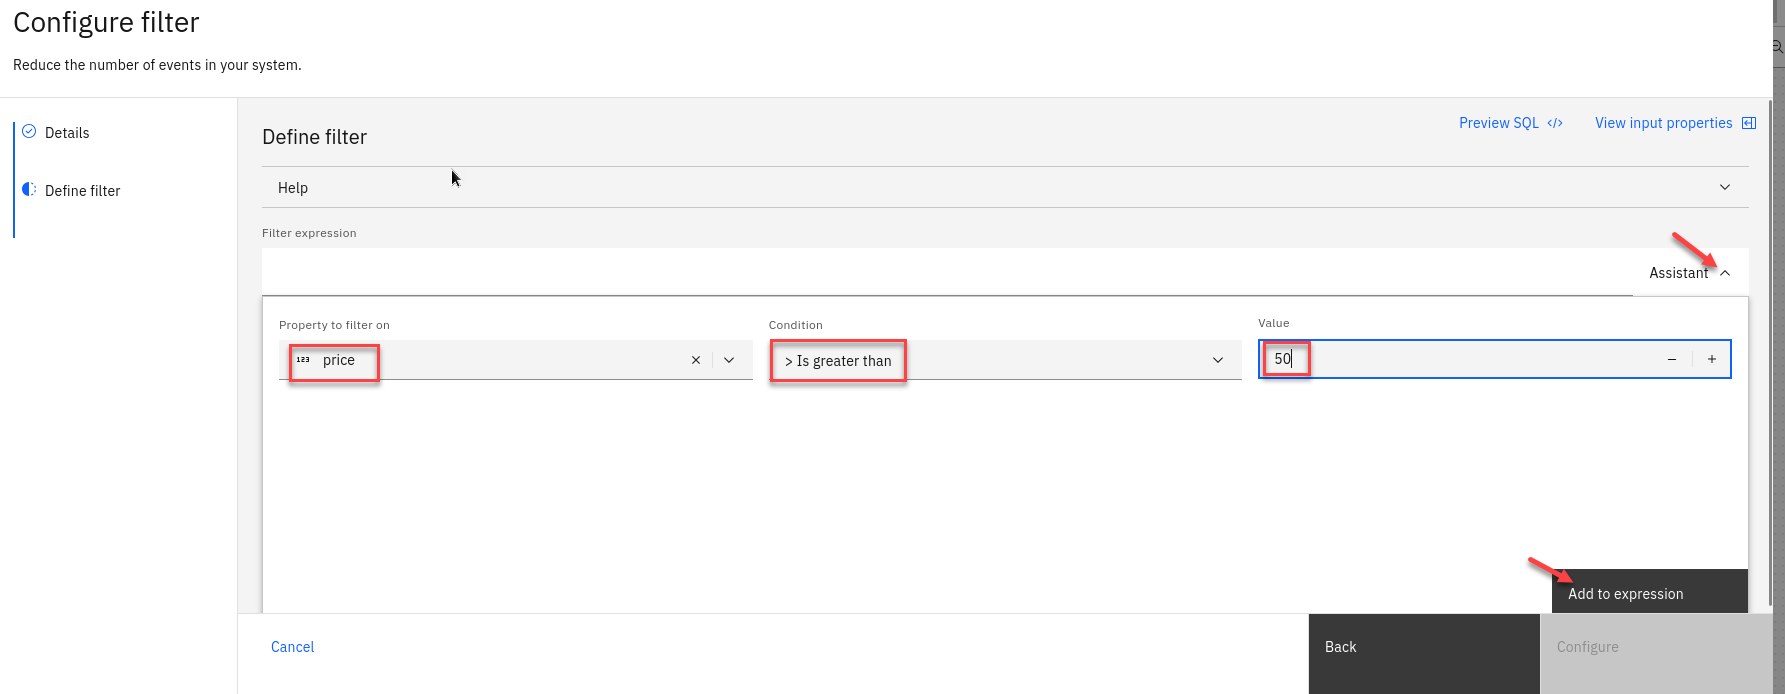 Configure filter
Reduce the number of events in your system.
Details
Define filter
Define filter
Preview SQL </>
View input properties
Help
Filter expression
Assistant
Property to filter on
Condition
Value
123 price
> Is greater than
50
Add to expression
Cancel
Back
Configure